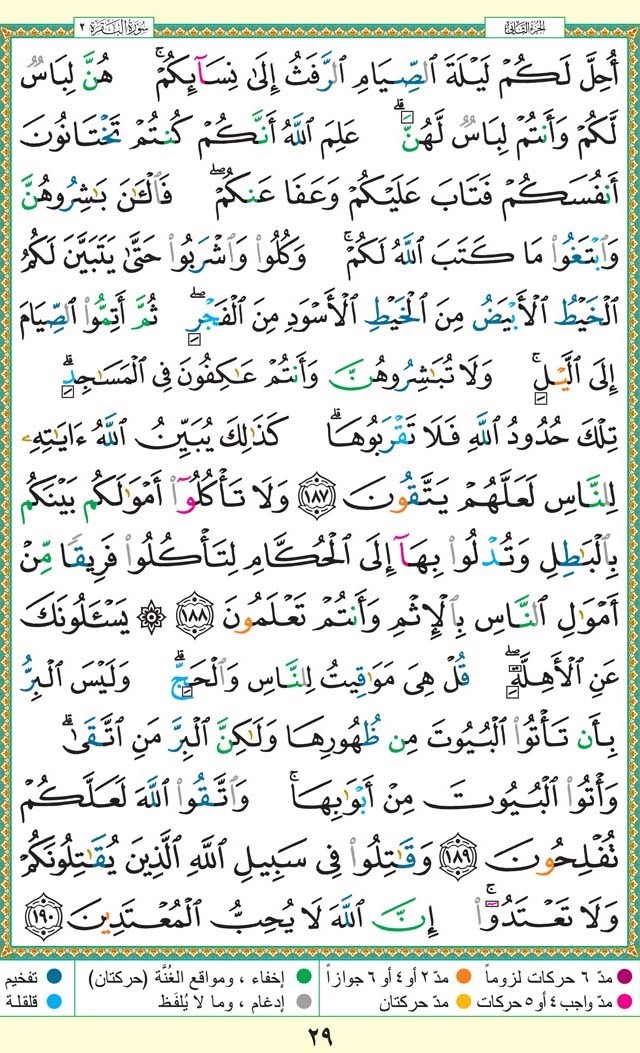 سورة البقرة ٢
الجزء الثاني
أُحِلَّ لَكُمْ لَيْلَةَ ٱلصِّيَامِ ٱلرَّفَثُ إِلَىٰ نِسَآئِكُمْ ۚ هُنَّ لِبَاسٌ
لَّكُمْ وَأَنتُمْ لِبَاسٌ لَّهُنَّ ۗ عَلِمَ ٱللَّهُ أَنَّكُمْ كُنتُمْ تَخْتَانُونَ
أَنفُسَكُمْ فَتَابَ عَلَيْكُمْ وَعَفَا عَنكُمْ ۖ فَٱلْـَٰٔنَ بَٰشِرُوهُنَّ
وَٱبْتَغُوا۟ مَا كَتَبَ ٱللَّهُ لَكُمْ ۚ وَكُلُوا۟ وَٱشْرَبُوا۟ حَتَّىٰ يَتَبَيَّنَ لَكُمُ
ٱلْخَيْطُ ٱلْأَبْيَضُ مِنَ ٱلْخَيْطِ ٱلْأَسْوَدِ مِنَ ٱلْفَجْرِ ۖ ثُمَّ أَتِمُّوا۟ ٱلصِّيَامَ
إِلَى ٱلَّيْلِ ۚ وَلَا تُبَٰشِرُوهُنَّ وَأَنتُمْ عَٰكِفُونَ فِى ٱلْمَسَٰجِدِ ۗ
تِلْكَ حُدُودُ ٱللَّهِ فَلَا تَقْرَبُوهَا ۗ كَذَٰلِكَ يُبَيِّنُ ٱللَّهُ ءَايَٰتِهِۦ
لِلنَّاسِ لَعَلَّهُمْ يَتَّقُونَ ١٨٧ وَلَا تَأْكُلُوٓا۟ أَمْوَٰلَكُم بَيْنَكُم
بِٱلْبَٰطِلِ وَتُدْلُوا۟ بِهَآ إِلَى ٱلْحُكَّامِ لِتَأْكُلُوا۟ فَرِيقًا مِّنْ
أَمْوَٰلِ ٱلنَّاسِ بِٱلْإِثْمِ وَأَنتُمْ تَعْلَمُونَ ١٨٨ ۞ يَسْـَٔلُونَكَ
عَنِ ٱلْأَهِلَّةِ ۖ قُلْ هِىَ مَوَٰقِيتُ لِلنَّاسِ وَٱلْحَجِّ ۗ وَلَيْسَ ٱلْبِرُّ
بِأَن تَأْتُوا۟ ٱلْبُيُوتَ مِن ظُهُورِهَا وَلَٰكِنَّ ٱلْبِرَّ مَنِ ٱتَّقَىٰ ۗ
وَأْتُوا۟ ٱلْبُيُوتَ مِنْ أَبْوَٰبِهَا ۚ وَٱتَّقُوا۟ ٱللَّهَ لَعَلَّكُمْ
تُفْلِحُونَ ١٨٩ وَقَٰتِلُوا۟ فِى سَبِيلِ ٱللَّهِ ٱلَّذِينَ يُقَٰتِلُونَكُمْ
وَلَا تَعْتَدُوٓا۟ ۚ إِنَّ ٱللَّهَ لَا يُحِبُّ ٱلْمُعْتَدِينَ ١٩٠
مدّ ٦ حركات لزوماً مدّ ٢ أو ٤ أو ٦ جوازاً إخفاء ، ومواقع الغُنَّة (حركتان) تفخيم
مدّ واجب ٤ أو ٥ حركات مدّ حركتان إدغام ، وما لا يُلفَظ قلقلة
٢٩